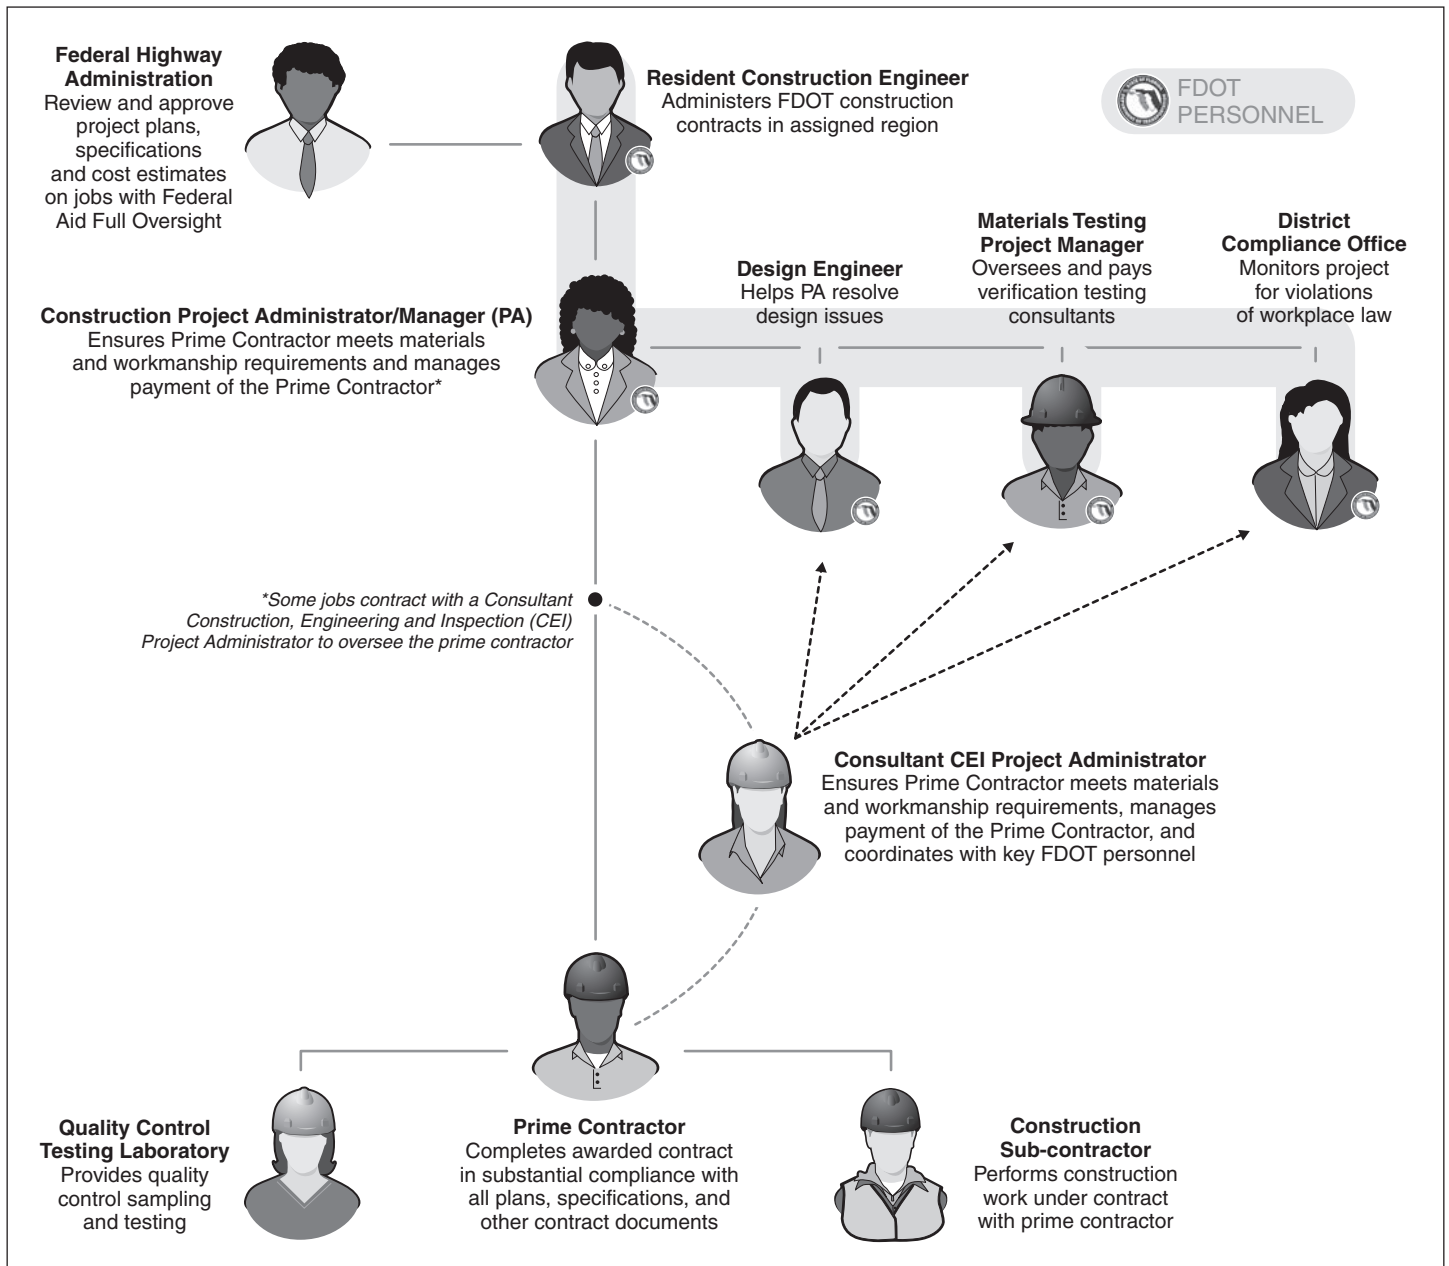 Federal Highway
Administration
Review and approve
project plans,
specifications
and cost estimates
on jobs with Federal
Aid Full Oversight
Resident Construction Engineer
Administers FDOT construction
contracts in assigned region
FDOT
PERSONNEL
Construction Project Administrator/Manager (PA)
Ensures Prime Contractor meets materials
and workmanship requirements and manages
payment of the Prime Contractor*
Design Engineer
Helps PA resolve
design issues
Materials Testing
Project Manager
Oversees and pays
verification testing
consultants
District
Compliance Office
Monitors project
for violations
of workplace law
*Some jobs contract with a Consultant
Construction, Engineering and Inspection (CEI)
Project Administrator to oversee the prime contractor
Consultant CEI Project Administrator
Ensures Prime Contractor meets materials
and workmanship requirements, manages
payment of the Prime Contractor, and
coordinates with key FDOT personnel
Quality Control
Testing Laboratory
Provides quality
control sampling
and testing
Prime Contractor
Completes awarded contract
in substantial compliance with
all plans, specifications, and
other contract documents
Construction
Sub-contractor
Performs construction
work under contract
with prime contractor